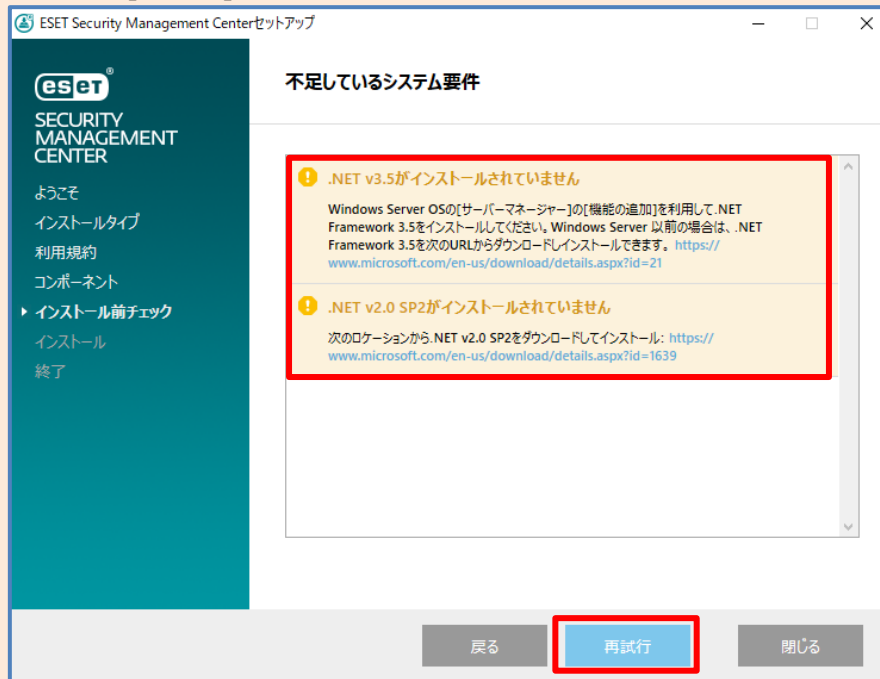 ESET Security Management Centerセットアップ
eset®
SECURITY
MANAGEMENT
CENTER
ようこそ
インストールタイプ
利用規約
コンポーネント
インストール前チェック
インストール
終了
不足しているシステム要件
.NET v3.5がインストールされていません
Windows Server OSの[サーバーマネージャー]の[機能の追加]を利用して.NET
Framework 3.5をインストールしてください。Windows Server 以前の場合は、.NET
Framework 3.5を次のURLからダウンロードしインストールできます。 https://
www.microsoft.com/en-us/download/details.aspx?id=21
.NET v2.0 SP2がインストールされていません
次のロケーションから.NET v2.0 SP2をダウンロードしてインストール: https://
www.microsoft.com/en-us/download/details.aspx?id=1639
戻る
再試行
閉じる